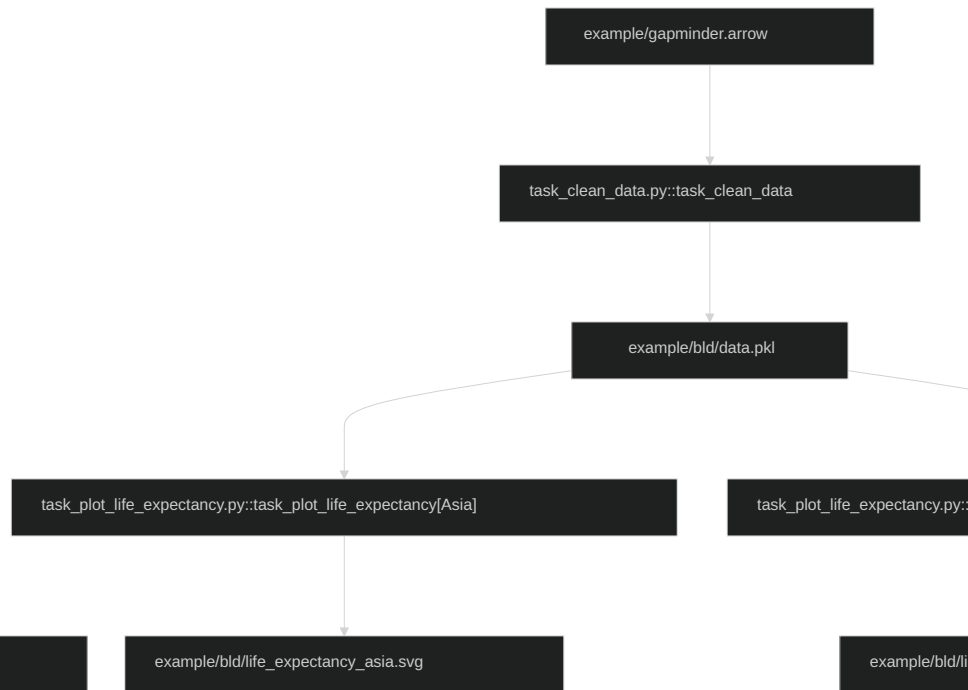 example/gapminder.arrow
task_clean_data.py::task_clean_data
example/bld/data.pkl
task_plot_life_expectancy.py::task_plot_life_expectancy[Asia]
task_plot_life_expectancy.py::
example/bld/life_expectancy_asia.svg
example/bld/li